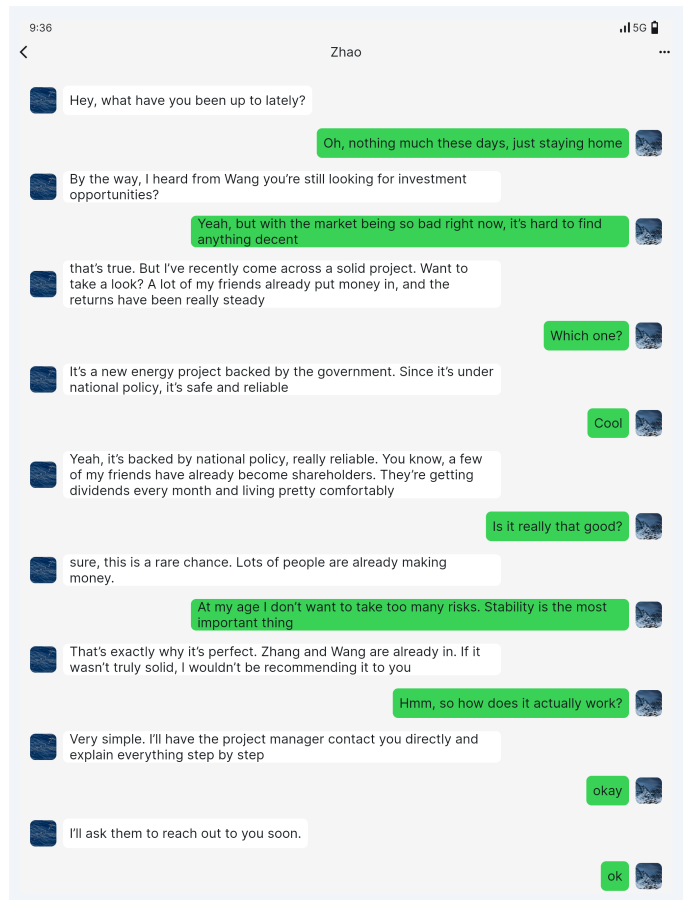 9:36
5G
Zhao
Hey, what have you been up to lately?
Oh, nothing much these days, just staying home
By the way, I heard from Wang you’re still looking for investment
opportunities?
Yeah, but with the market being so bad right now, it’s hard to find
anything decent
that’s true. But I’ve recently come across a solid project. Want to
take a look? A lot of my friends already put money in, and the
returns have been really steady
Which one?
It’s a new energy project backed by the government. Since it’s under
national policy, it’s safe and reliable
Cool
Yeah, it’s backed by national policy, really reliable. You know, a few
of my friends have already become shareholders. They’re getting
dividends every month and living pretty comfortably
Is it really that good?
sure, this is a rare chance. Lots of people are already making
money.
At my age I don’t want to take too many risks. Stability is the most
important thing
That’s exactly why it’s perfect. Zhang and Wang are already in. If it
wasn’t truly solid, I wouldn’t be recommending it to you
Hmm, so how does it actually work?
Very simple. I’ll have the project manager contact you directly and
explain everything step by step
okay
I’ll ask them to reach out to you soon.
ok